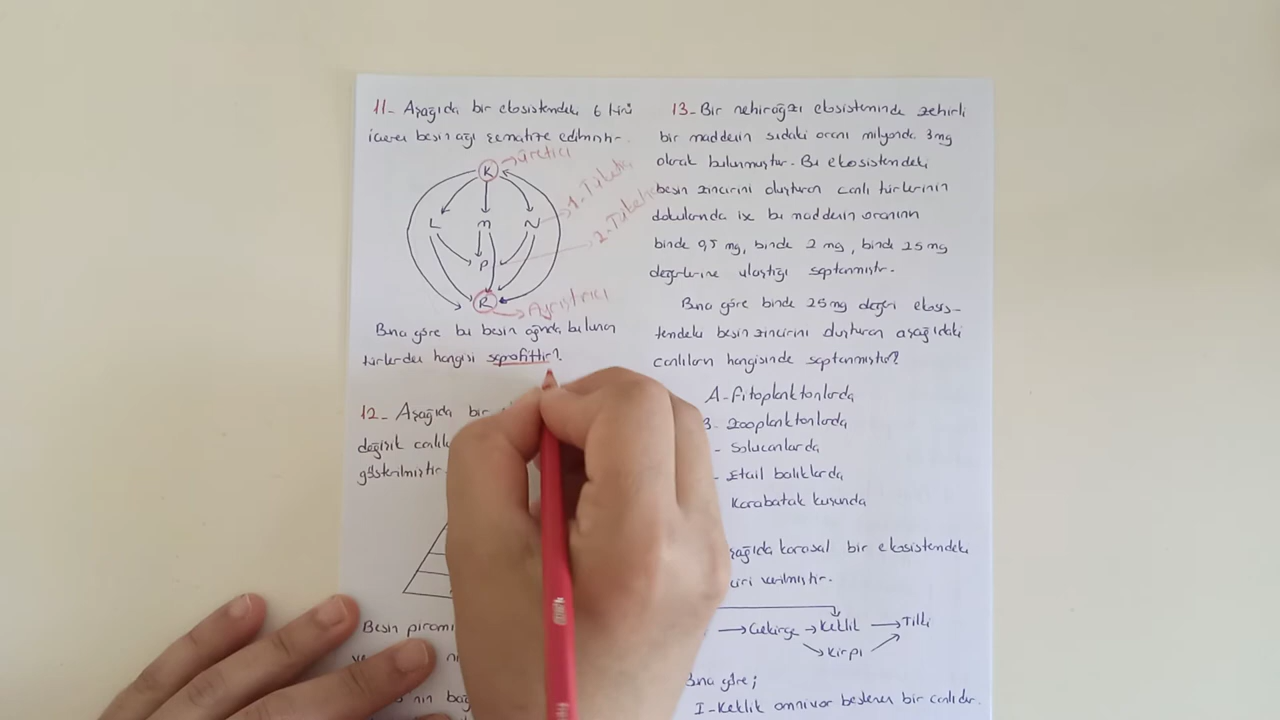 11- Aşağıda bir ekosistemdeki 6 türü
içeren besin ağı şematize edilmiştir.
K → üretici
L M N → 1. Tüketici
P 2. Tüketici
R → Ayrıştırıcı
Buna göre bu besin ağında bulunan
türlerden hangisi saprofittir?
12- Aşağıda bir
değişik canlıl
gösterilmiştir.
Besin pirami
nin bağ
13- Bir nehirağzı ekosisteminde zehirli
bir maddenin sudaki oranı milyonda 3mg
olarak bulunmuştur. Bu ekosistemdeki
besin zincirini oluşturan canlı türlerinin
dokularında ise bu maddenin oranının
binde 0,5 mg, binde 2 mg, binde 25 mg
değerlerine ulaştığı saptanmıştır.
Buna göre binde 25mg değeri ekosis-
temdeki besin zincirini oluşturan aşağıdaki
canlıların hangisinde saptanmıştır?
A- Fitoplanktonlarda
B- Zooplanktonlarda
- Solucanlarda
- Etçil balıklarda
Karabatak kuşunda
şağıda karasal bir ekosistemdeki
ciri verilmiştir.
→ Çekirge → Keklik → Tilki
Kirpi
Buna göre;
I- Keklik omnivor beslenen bir canlıdır.